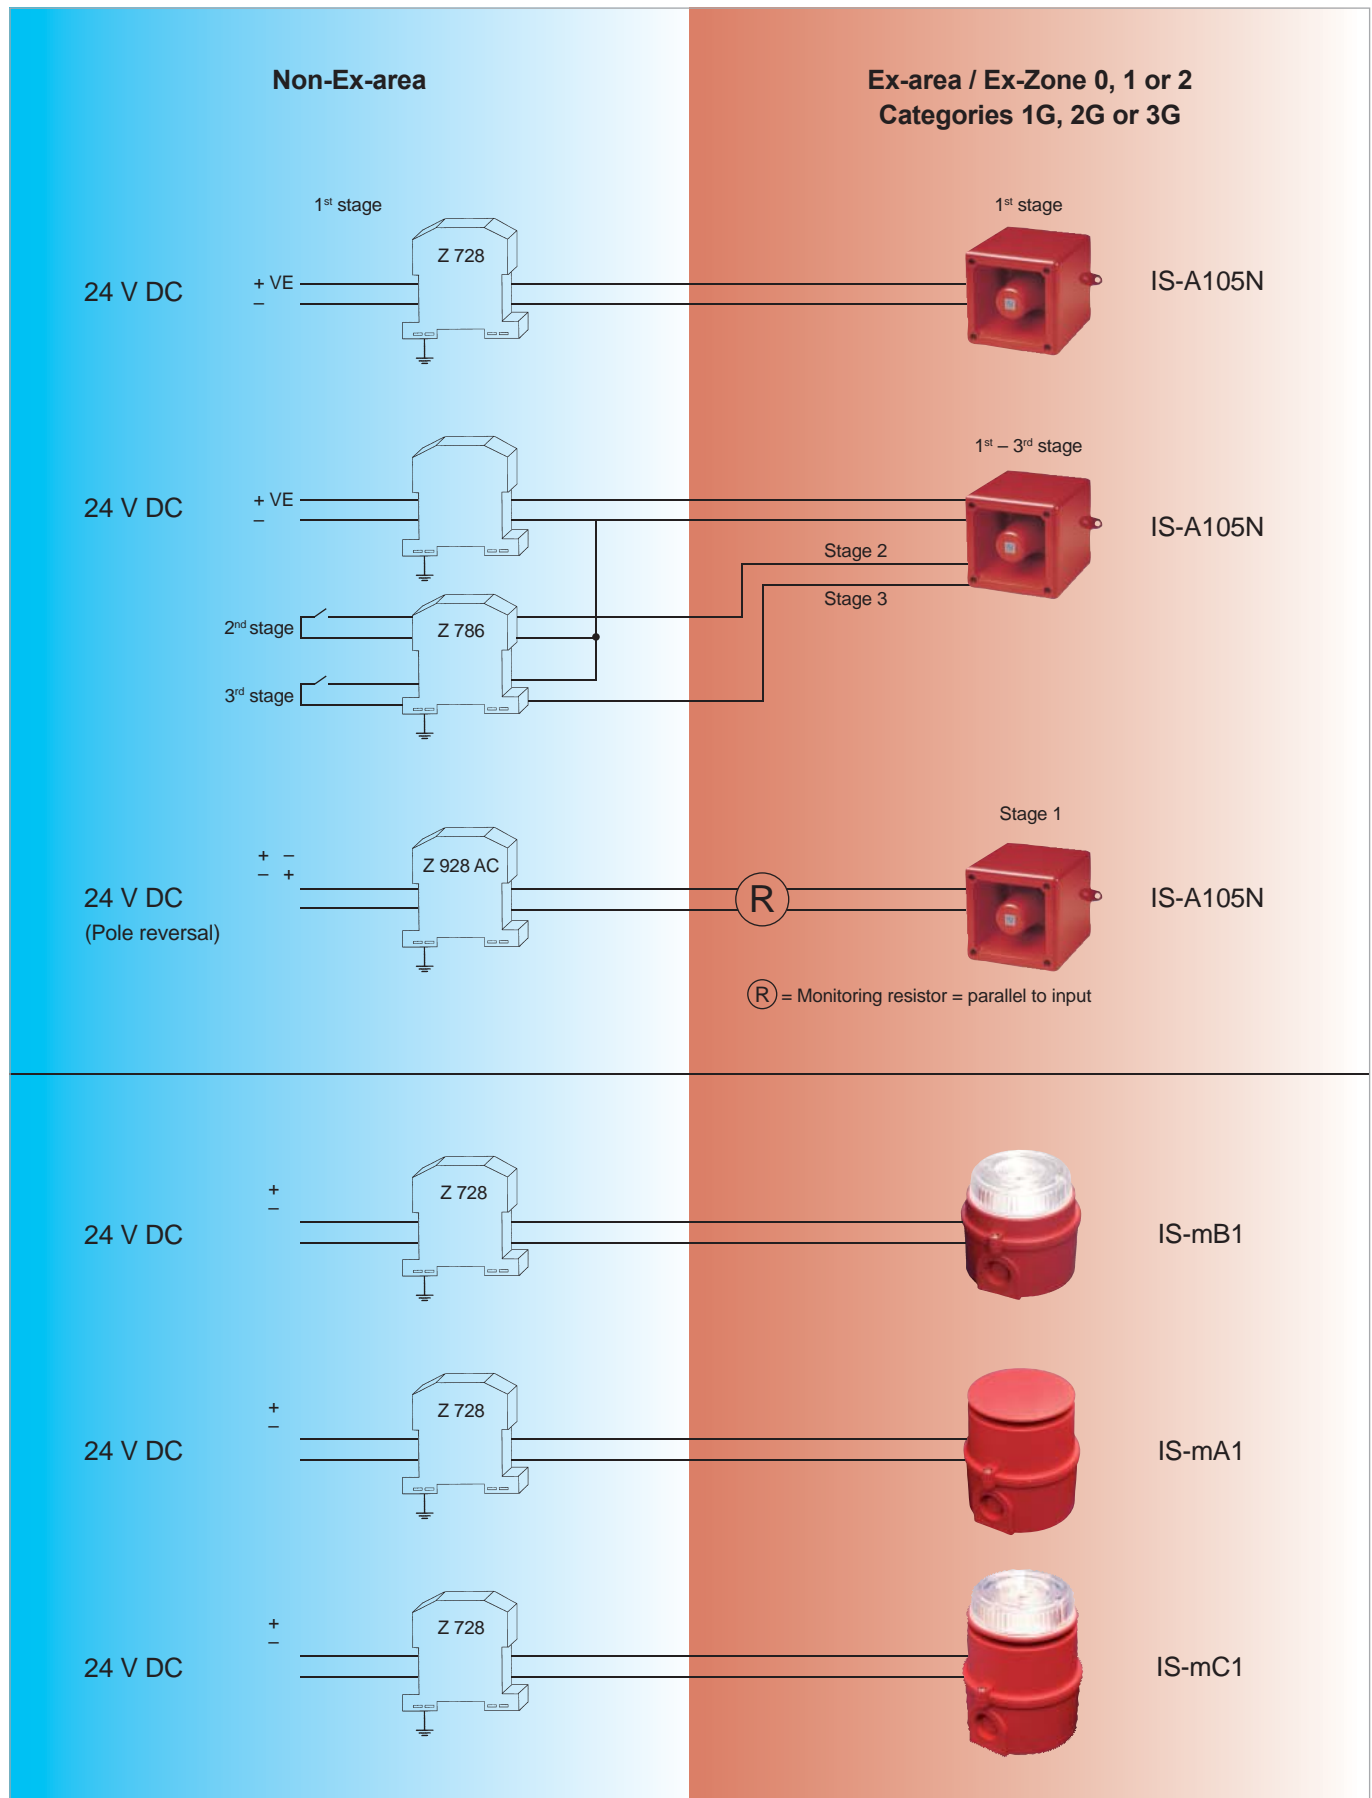 Non-Ex-area
Ex-area / Ex-Zone 0, 1 or 2
Categories 1G, 2G or 3G
1st stage
1st stage
Z 728
24 V DC
+ VE
–
IS-A105N
1st – 3rd stage
24 V DC
+ VE
–
IS-A105N
Stage 2
Stage 3
2nd stage
Z 786
3rd stage
Stage 1
+ –
– +
Z 928 AC
24 V DC
(Pole reversal)
R
IS-A105N
R = Monitoring resistor = parallel to input
+
–
Z 728
24 V DC
IS-mB1
+
–
Z 728
24 V DC
IS-mA1
+
–
Z 728
24 V DC
IS-mC1